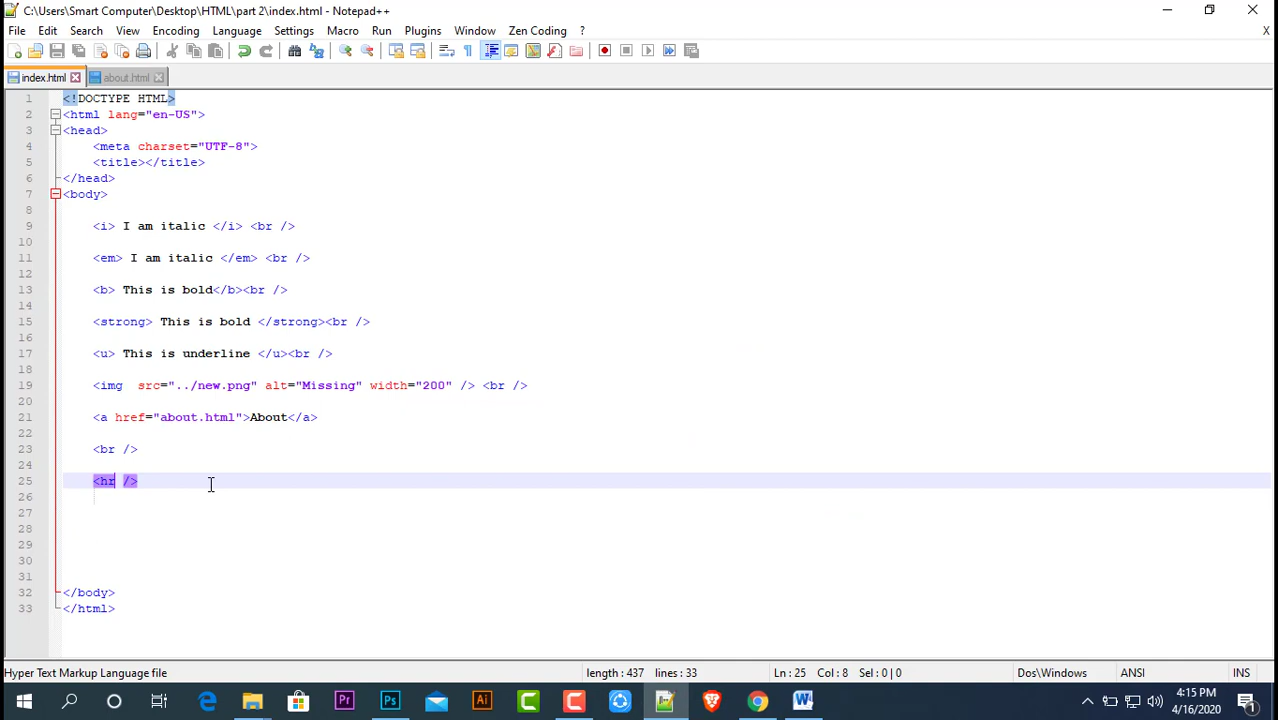 C:\Users\Smart Computer\Desktop\HTML\part 2\index.html - Notepad++
File Edit Search View Encoding Language Settings Macro Run Plugins Window Zen Coding ? X
index.html about.html
1 <!DOCTYPE HTML>
2 <html lang="en-US">
3 <head>
4 <meta charset="UTF-8">
5 <title></title>
6 </head>
7 <body>
8
9 <i> I am italic </i> <br />
10
11 <em> I am italic </em> <br />
12
13 <b> This is bold</b><br />
14
15 <strong> This is bold </strong><br />
16
17 <u> This is underline </u><br />
18
19 <img  src="../new.png" alt="Missing" width="200" /> <br />
20
21 <a href="about.html">About</a>
22
23 <br />
24
25 <hr />
26
27
28
29
30
31
32 </body>
33 </html>
Hyper Text Markup Language file length : 437 lines : 33 Ln : 25 Col : 8 Sel : 0 | 0 Dos\Windows ANSI INS
Pr Ps Ai C C W 4:15 PM
4/16/2020 1